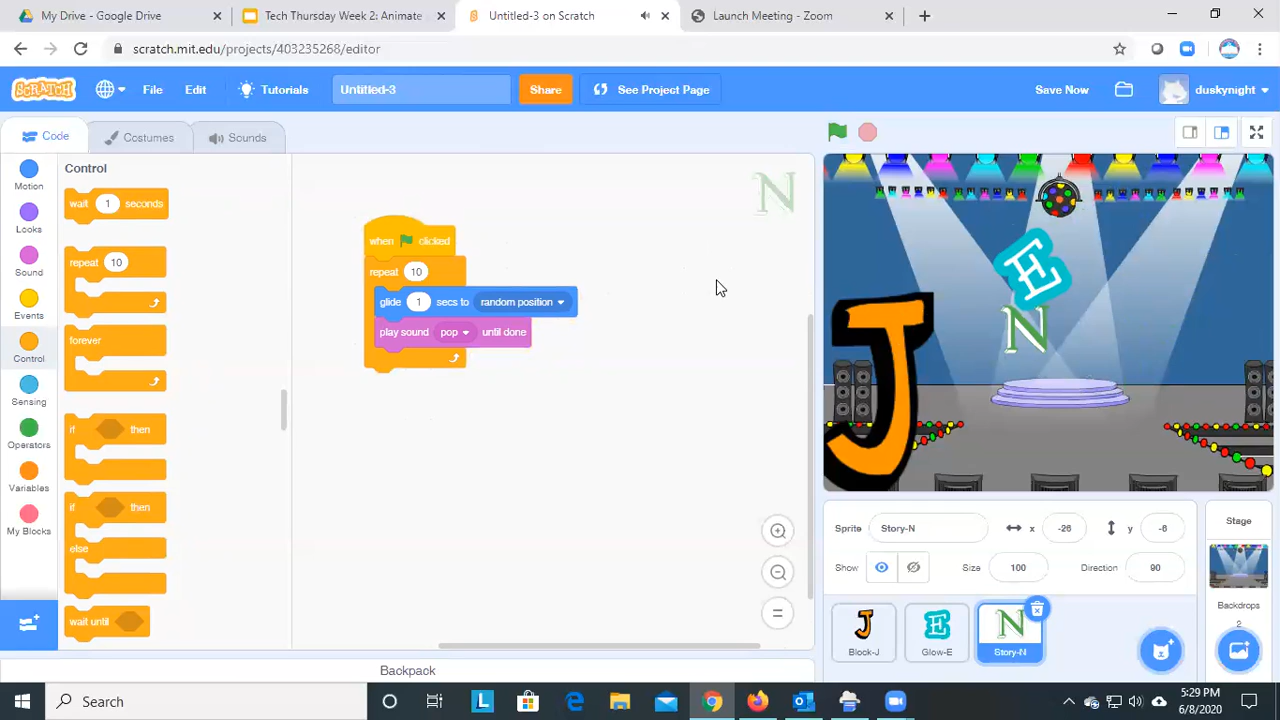 My Drive - Google Drive
Tech Thursday Week 2: Animate
Untitled-3 on Scratch
Launch Meeting - Zoom
scratch.mit.edu/projects/403235268/editor
SCRATCH
File
Edit
Tutorials
Untitled-3
Share
See Project Page
Save Now
duskynight
Code
Costumes
Sounds
Motion
Looks
Sound
Events
Control
Sensing
Operators
Variables
My Blocks
Control
wait 1 seconds
repeat 10
forever
if then
if then
else
wait until
when clicked
repeat 10
glide 1 secs to random position
play sound pop until done
N
E
N
J
Sprite Story-N x -26 y -6
Show Size 100 Direction 90
J
Block-J
E
Glow-E
N
Story-N
Stage
Backdrops
2
Backpack
Search
L
5:29 PM
6/8/2020